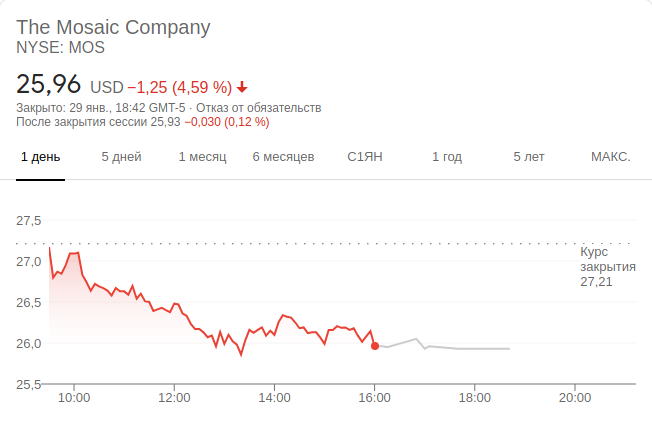 The Mosaic Company
NYSE: MOS
25,96 USD −1,25 (4,59 %)
Закрыто: 29 янв., 18:42 GMT-5 · Отказ от обязательств
После закрытия сессии 25,93 −0,030 (0,12 %)
1 день 5 дней 1 месяц 6 месяцев С1ЯН 1 год 5 лет МАКС.
27,5
Курс
закрытия
27,21
27,0
26,5
26,0
25,5
10:00 12:00 14:00 16:00 18:00 20:00